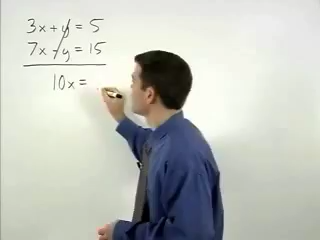 3x + y = 5
7x - y = 15
10x =